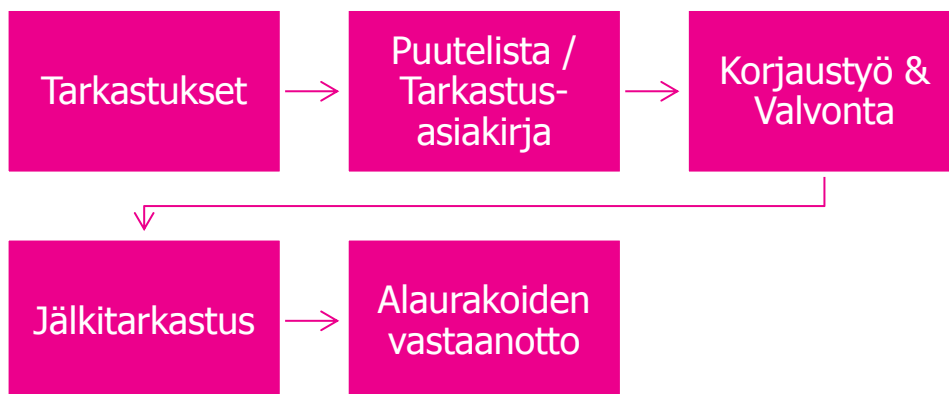 Tarkastukset
Puutelista /
Tarkastus-
asiakirja
Korjaustyö &
Valvonta
Jälkitarkastus
Alaurakoiden
vastaanotto